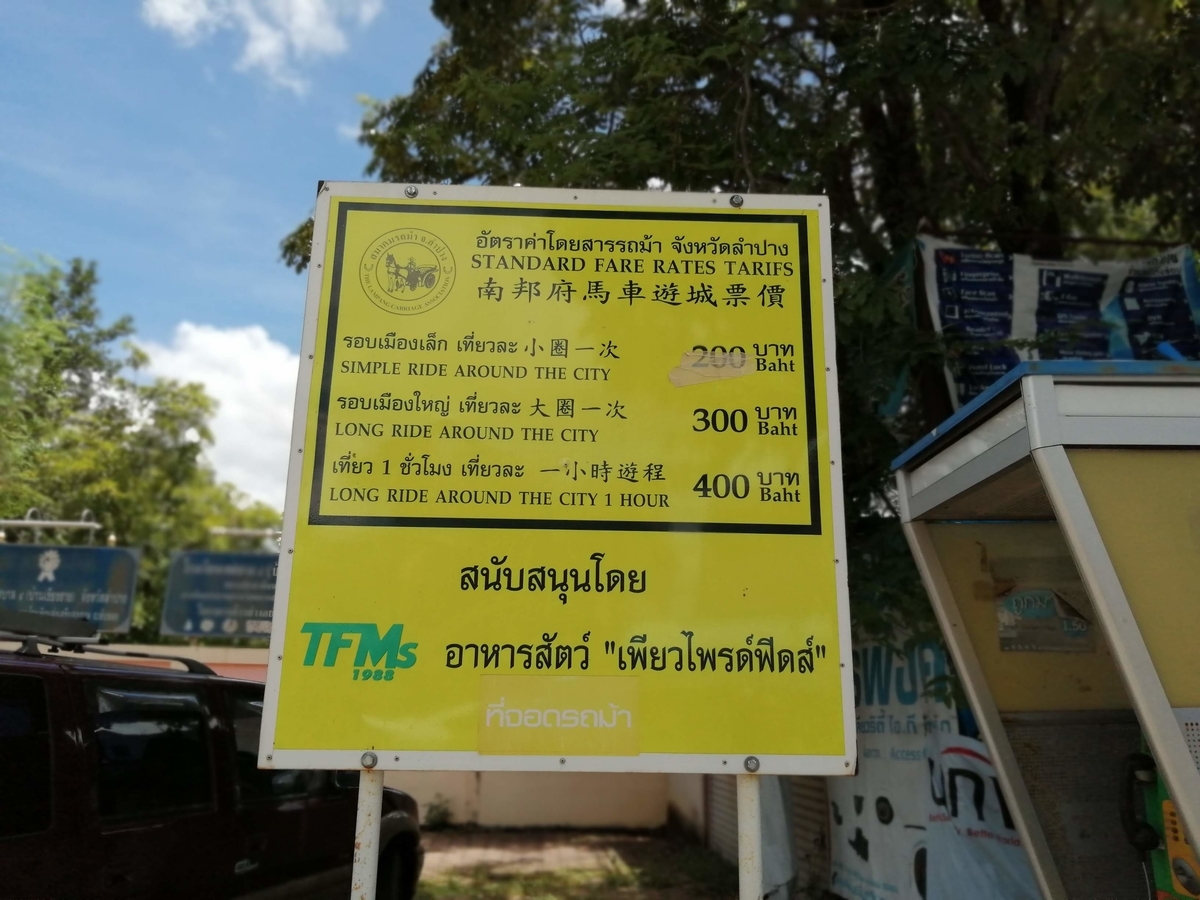 อัตราค่าโดยสารรถม้า จังหวัดลำปาง
STANDARD FARE RATES TARIFS
南邦府馬車遊城票價
รอบเมืองเล็ก เที่ยวละ 小圈一次 200 บาท
SIMPLE RIDE AROUND THE CITY Baht
รอบเมืองใหญ่ เที่ยวละ 大圈一次 300 บาท
LONG RIDE AROUND THE CITY Baht
เที่ยว 1 ชั่วโมง เที่ยวละ 一小時遊程 400 บาท
LONG RIDE AROUND THE CITY 1 HOUR Baht
สนับสนุนโดย
TFMs
1988
อาหารสัตว์ "เพียวไพรด์ฟีดส์"
ที่จอดรถม้า